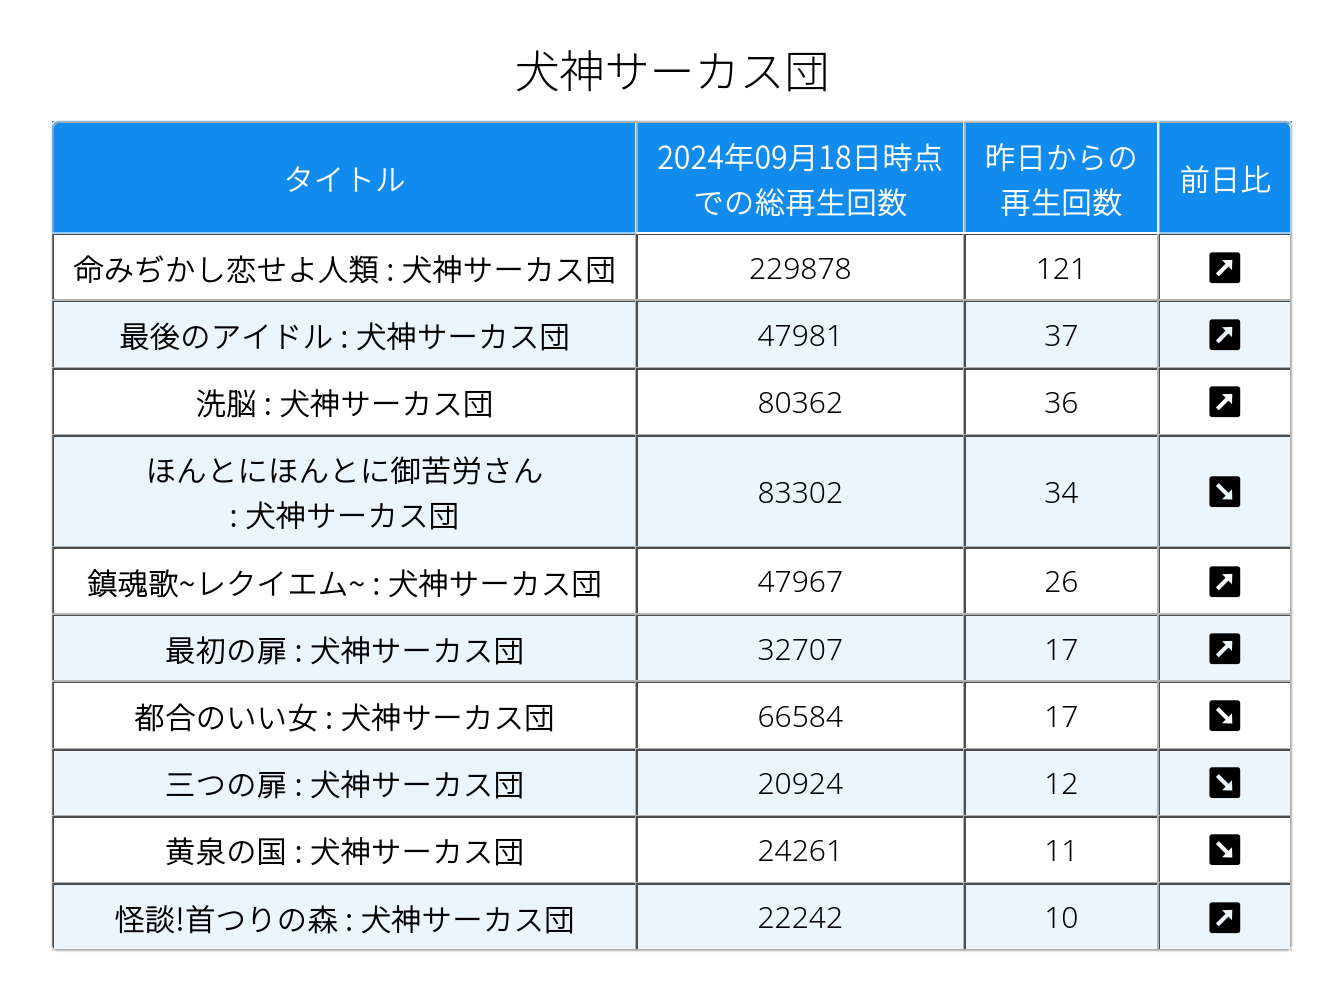 犬神サーカス団
タイトル
2024年09月18日時点
での総再生回数
昨日からの
再生回数
前日比
命みぢかし恋せよ人類 : 犬神サーカス団 229878 121 ↗
最後のアイドル : 犬神サーカス団 47981 37 ↗
洗脳 : 犬神サーカス団 80362 36 ↗
ほんとにほんとに御苦労さん
: 犬神サーカス団 83302 34 ↘
鎮魂歌~レクイエム~ : 犬神サーカス団 47967 26 ↗
最初の扉 : 犬神サーカス団 32707 17 ↗
都合のいい女 : 犬神サーカス団 66584 17 ↘
三つの扉 : 犬神サーカス団 20924 12 ↘
黄泉の国 : 犬神サーカス団 24261 11 ↘
怪談!首つりの森 : 犬神サーカス団 22242 10 ↗